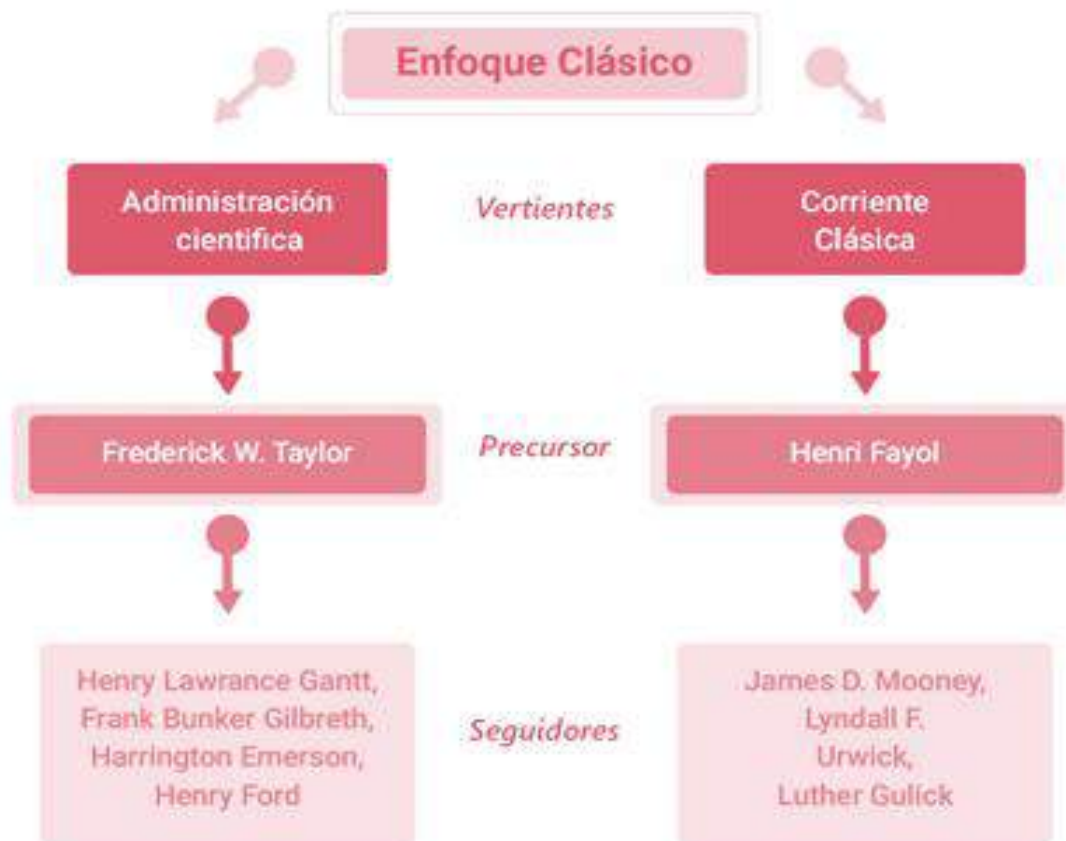 Enfoque Clásico
Administración
cientifica
Vertientes
Corriente
Clásica
Frederick W. Taylor
Precursor
Henri Fayol
Henry Lawrance Gantt,
Frank Bunker Gilbreth,
Harrington Emerson,
Henry Ford
Seguidores
James D. Mooney,
Lyndall F.
Urwick,
Luther Gulick